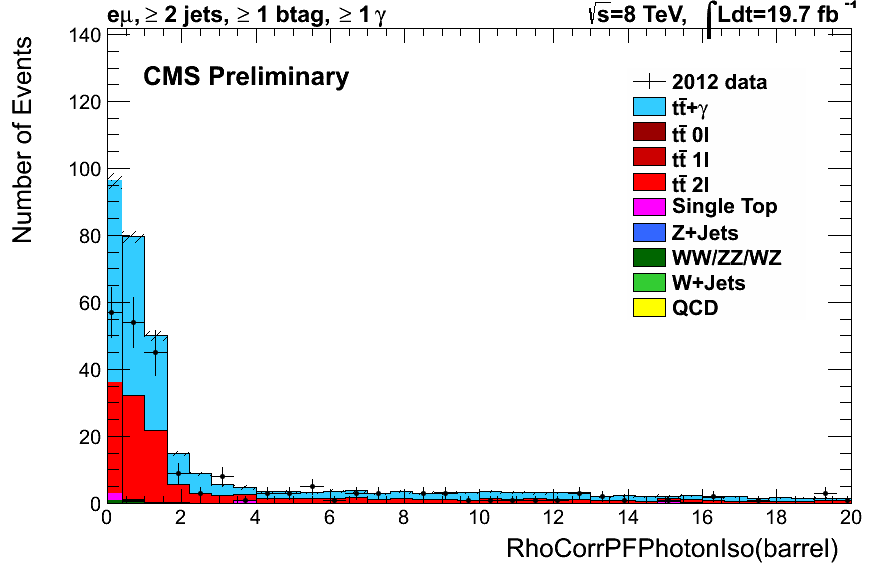 eμ, ≥ 2 jets, ≥ 1 btag, ≥ 1 γ
√s=8 TeV, ∫Ldt=19.7 fb⁻¹
CMS Preliminary
Number of Events
140
120
100
80
60
40
20
0
2012 data
tt̄+γ
tt̄ 0l
tt̄ 1l
tt̄ 2l
Single Top
Z+Jets
WW/ZZ/WZ
W+Jets
QCD
0 2 4 6 8 10 12 14 16 18 20
RhoCorrPFPhotonIso(barrel)